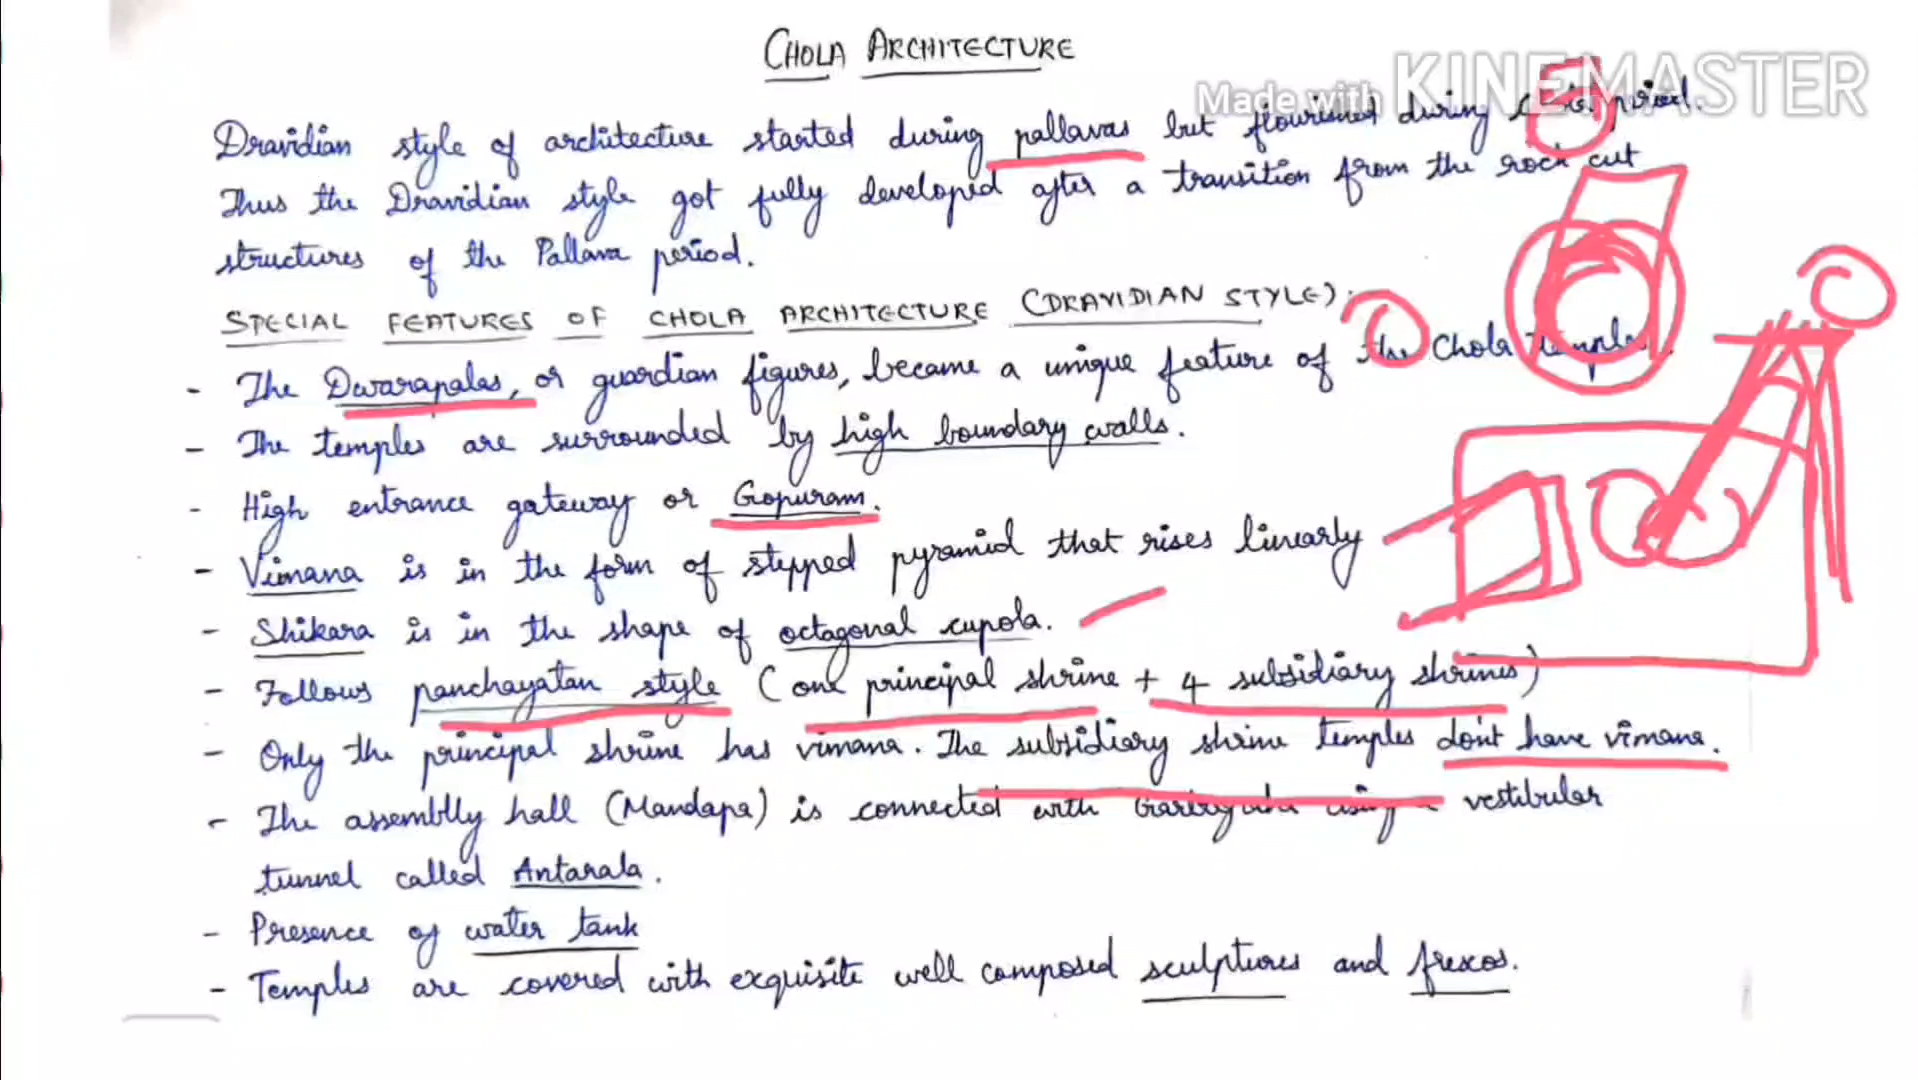 CHOLA ARCHITECTURE
Made with KINEMASTER
Dravidian style of architecture started during pallavas but flourished during period.
Thus the Dravidian style got fully developed after a transition from the rock cut
structures of the Pallava period.
SPECIAL FEATURES OF CHOLA ARCHITECTURE (DRAVIDIAN STYLE).
- The Dwarapalas, or guardian figures, became a unique feature of the Chola temples.
- The temples are surrounded by high boundary walls.
- High entrance gateway or Gopuram.
- Vimana is in the form of stepped pyramid that rises linearly
- Shikara is in the shape of octagonal cupola.
- Follows panchayatan style (one principal shrine + 4 subsidiary shrines)
- Only the principal shrine has vimana. The subsidiary shrine temples don't have vimana.
- The assemblly hall (Mandapa) is connected with using a vestibular
tunnel called Antarala.
- Presence of water tank
- Temples are covered with exquisite well composed sculptures and frexos.